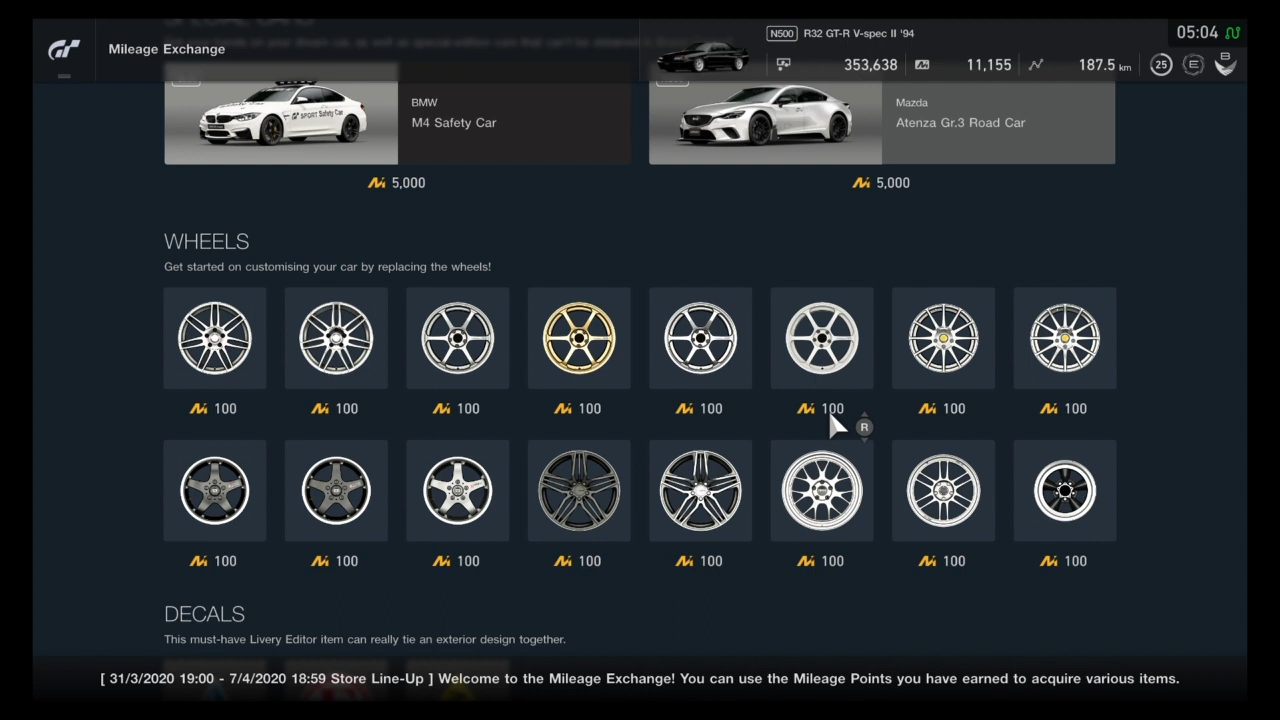 Mileage Exchange
N500 R32 GT-R V-spec II '94
05:04
353,638
11,155
187.5 km
25
E
B
BMW
M4 Safety Car
SPORT Safety Car
Mazda
Atenza Gr.3 Road Car
5,000
5,000
WHEELS
Get started on customising your car by replacing the wheels!
100 100 100 100 100 100 100 100
R
100 100 100 100 100 100 100 100
DECALS
This must-have Livery Editor item can really tie an exterior design together.
[ 31/3/2020 19:00 - 7/4/2020 18:59 Store Line-Up ] Welcome to the Mileage Exchange! You can use the Mileage Points you have earned to acquire various items.